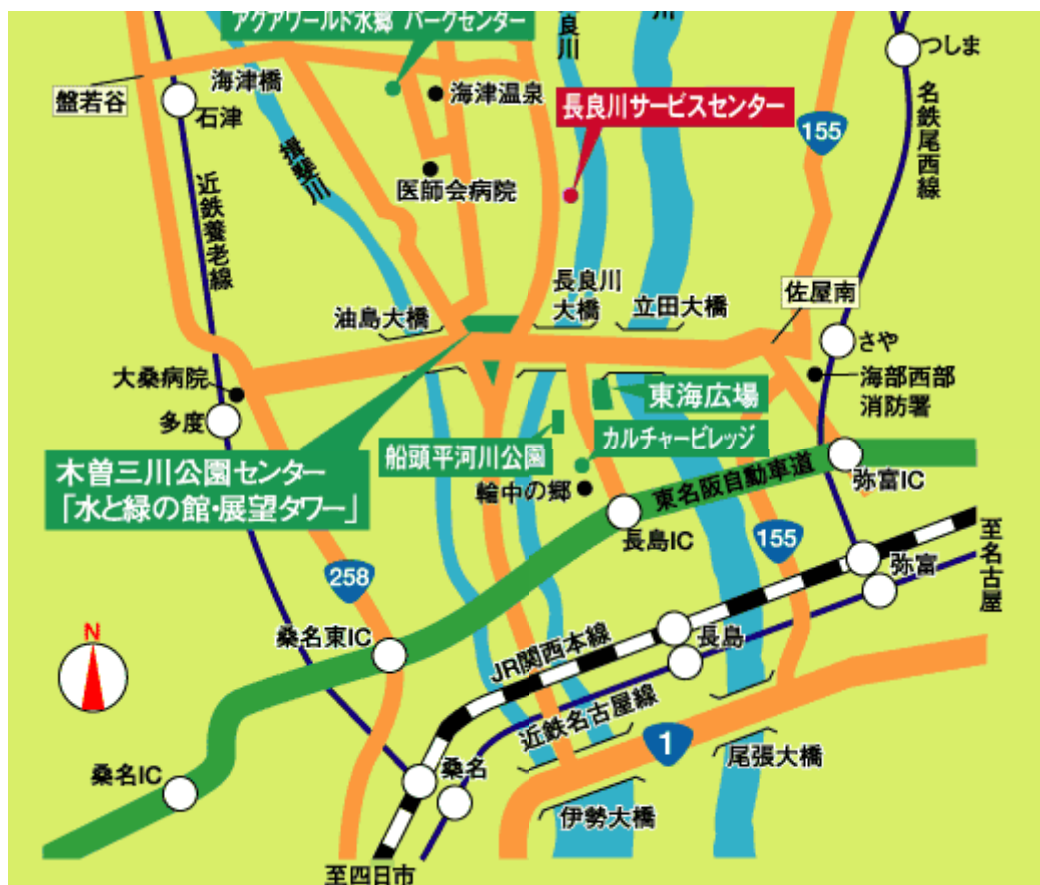 アクアワールド水郷 パークセンター
良川
川
つしま
海津橋
盤若谷
石津
海津温泉
長良川サービスセンター
155
名鉄尾西線
揖斐川
医師会病院
近鉄養老線
長良川
大橋
佐屋南
油島大橋
立田大橋
さや
大桑病院
海部西部
消防署
多度
東海広場
船頭平河川公園
カルチャービレッジ
木曽三川公園センター
「水と緑の館・展望タワー」
輪中の郷
東名阪自動車道
弥富IC
長島IC
155
至名古屋
258
弥富
N
桑名東IC
JR関西本線
長島
近鉄名古屋線
1
桑名IC
桑名
尾張大橋
伊勢大橋
至四日市